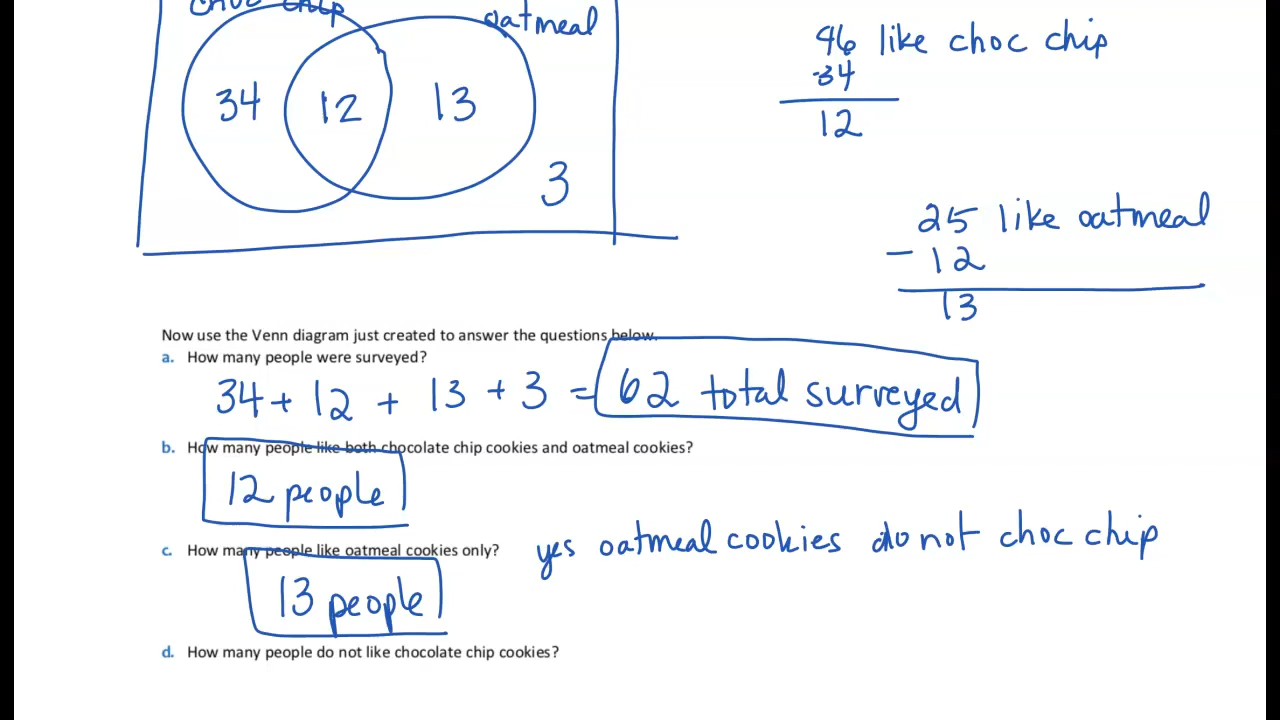 choc chip
oatmeal
34 12 13
3
46 like choc chip
-34
12
25 like oatmeal
- 12
13
Now use the Venn diagram just created to answer the questions below.
a. How many people were surveyed?
34 + 12 + 13 + 3 = 62 total surveyed
b. How many people like both chocolate chip cookies and oatmeal cookies?
12 people
c. How many people like oatmeal cookies only?
yes oatmeal cookies do not choc chip
13 people
d. How many people do not like chocolate chip cookies?